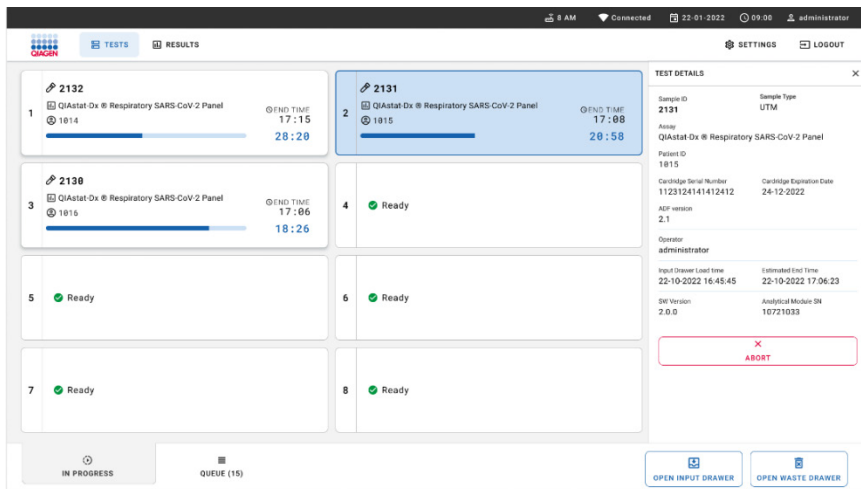 8 AM Connected 22-01-2022 09:00 administrator
QIAGEN TESTS RESULTS SETTINGS LOGOUT
1
2132
QIAstat-Dx ® Respiratory SARS-CoV-2 Panel
1014
END TIME
17:15
28:20
2
2131
QIAstat-Dx ® Respiratory SARS-CoV-2 Panel
1015
END TIME
17:08
20:58
3
2130
QIAstat-Dx ® Respiratory SARS-CoV-2 Panel
1016
END TIME
17:06
18:26
4 Ready
5 Ready
6 Ready
7 Ready
8 Ready
TEST DETAILS
Sample ID Sample Type
2131 UTM
Assay
QIAstat-Dx ® Respiratory SARS-CoV-2 Panel
Patient ID
1015
Cardridge Serial Number Cardridge Expiration Date
1123124141412412 24-12-2022
ADF version
2.1
Operator
administrator
Input Drawer Load time Estimated End Time
22-10-2022 16:45:45 22-10-2022 17:06:23
SW Version Analytical Module SN
2.0.0 10721033
ABORT
IN PROGRESS QUEUE (15) OPEN INPUT DRAWER OPEN WASTE DRAWER